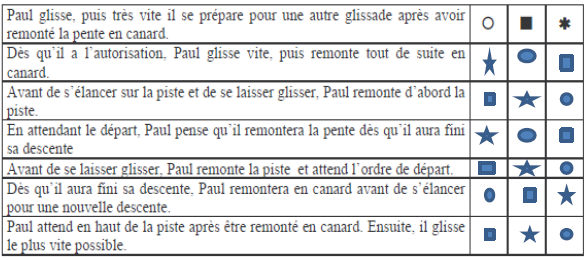 Paul glisse, puis très vite il se prépare pour une autre glissade après avoir
remonté la pente en canard.
Dès qu'il a l'autorisation, Paul glisse vite, puis remonte tout de suite en
canard.
Avant de s'élancer sur la piste et de se laisser glisser, Paul remonte d'abord la
piste.
En attendant le départ, Paul pense qu'il remontera la pente dès qu'il aura fini
sa descente
Avant de se laisser glisser, Paul remonte la piste et attend l'ordre de départ.
Dès qu'il aura fini sa descente, Paul remontera en canard avant de s'élancer
pour une nouvelle descente.
Paul attend en haut de la piste après être remonté en canard. Ensuite, il glisse
le plus vite possible.